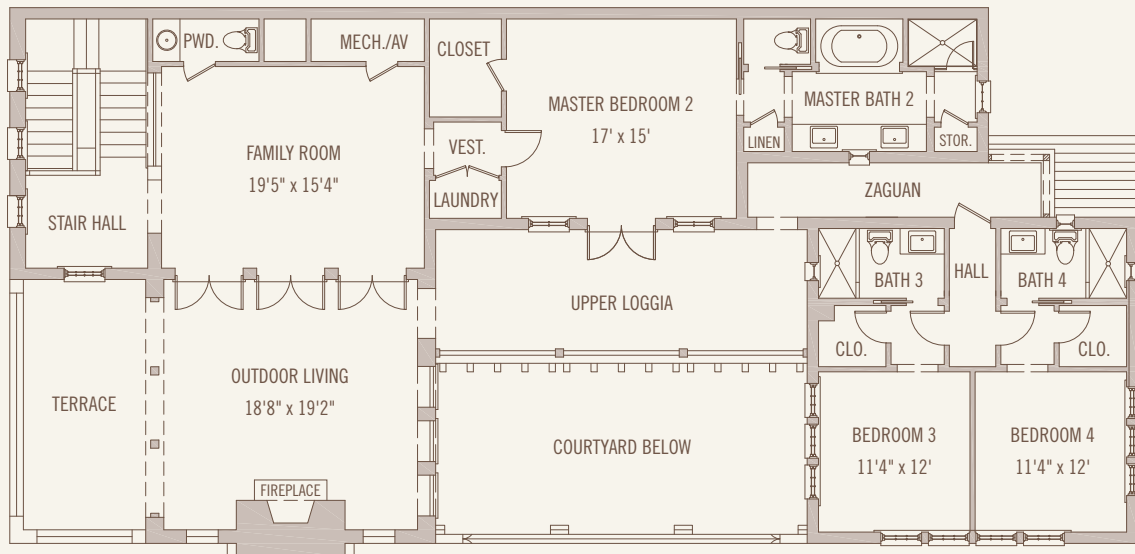 PWD.
MECH./AV
CLOSET
MASTER BEDROOM 2
17' x 15'
MASTER BATH 2
LINEN
STOR.
FAMILY ROOM
19'5" x 15'4"
VEST.
LAUNDRY
ZAGUAN
STAIR HALL
BATH 3
HALL
BATH 4
UPPER LOGGIA
CLO.
CLO.
TERRACE
OUTDOOR LIVING
18'8" x 19'2"
COURTYARD BELOW
BEDROOM 3
11'4" x 12'
BEDROOM 4
11'4" x 12'
FIREPLACE